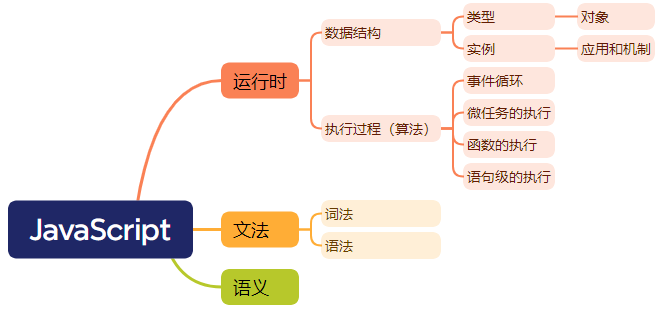 JavaScript
运行时
数据结构
类型
对象
实例
应用和机制
执行过程（算法）
事件循环
微任务的执行
函数的执行
语句级的执行
文法
词法
语法
语义